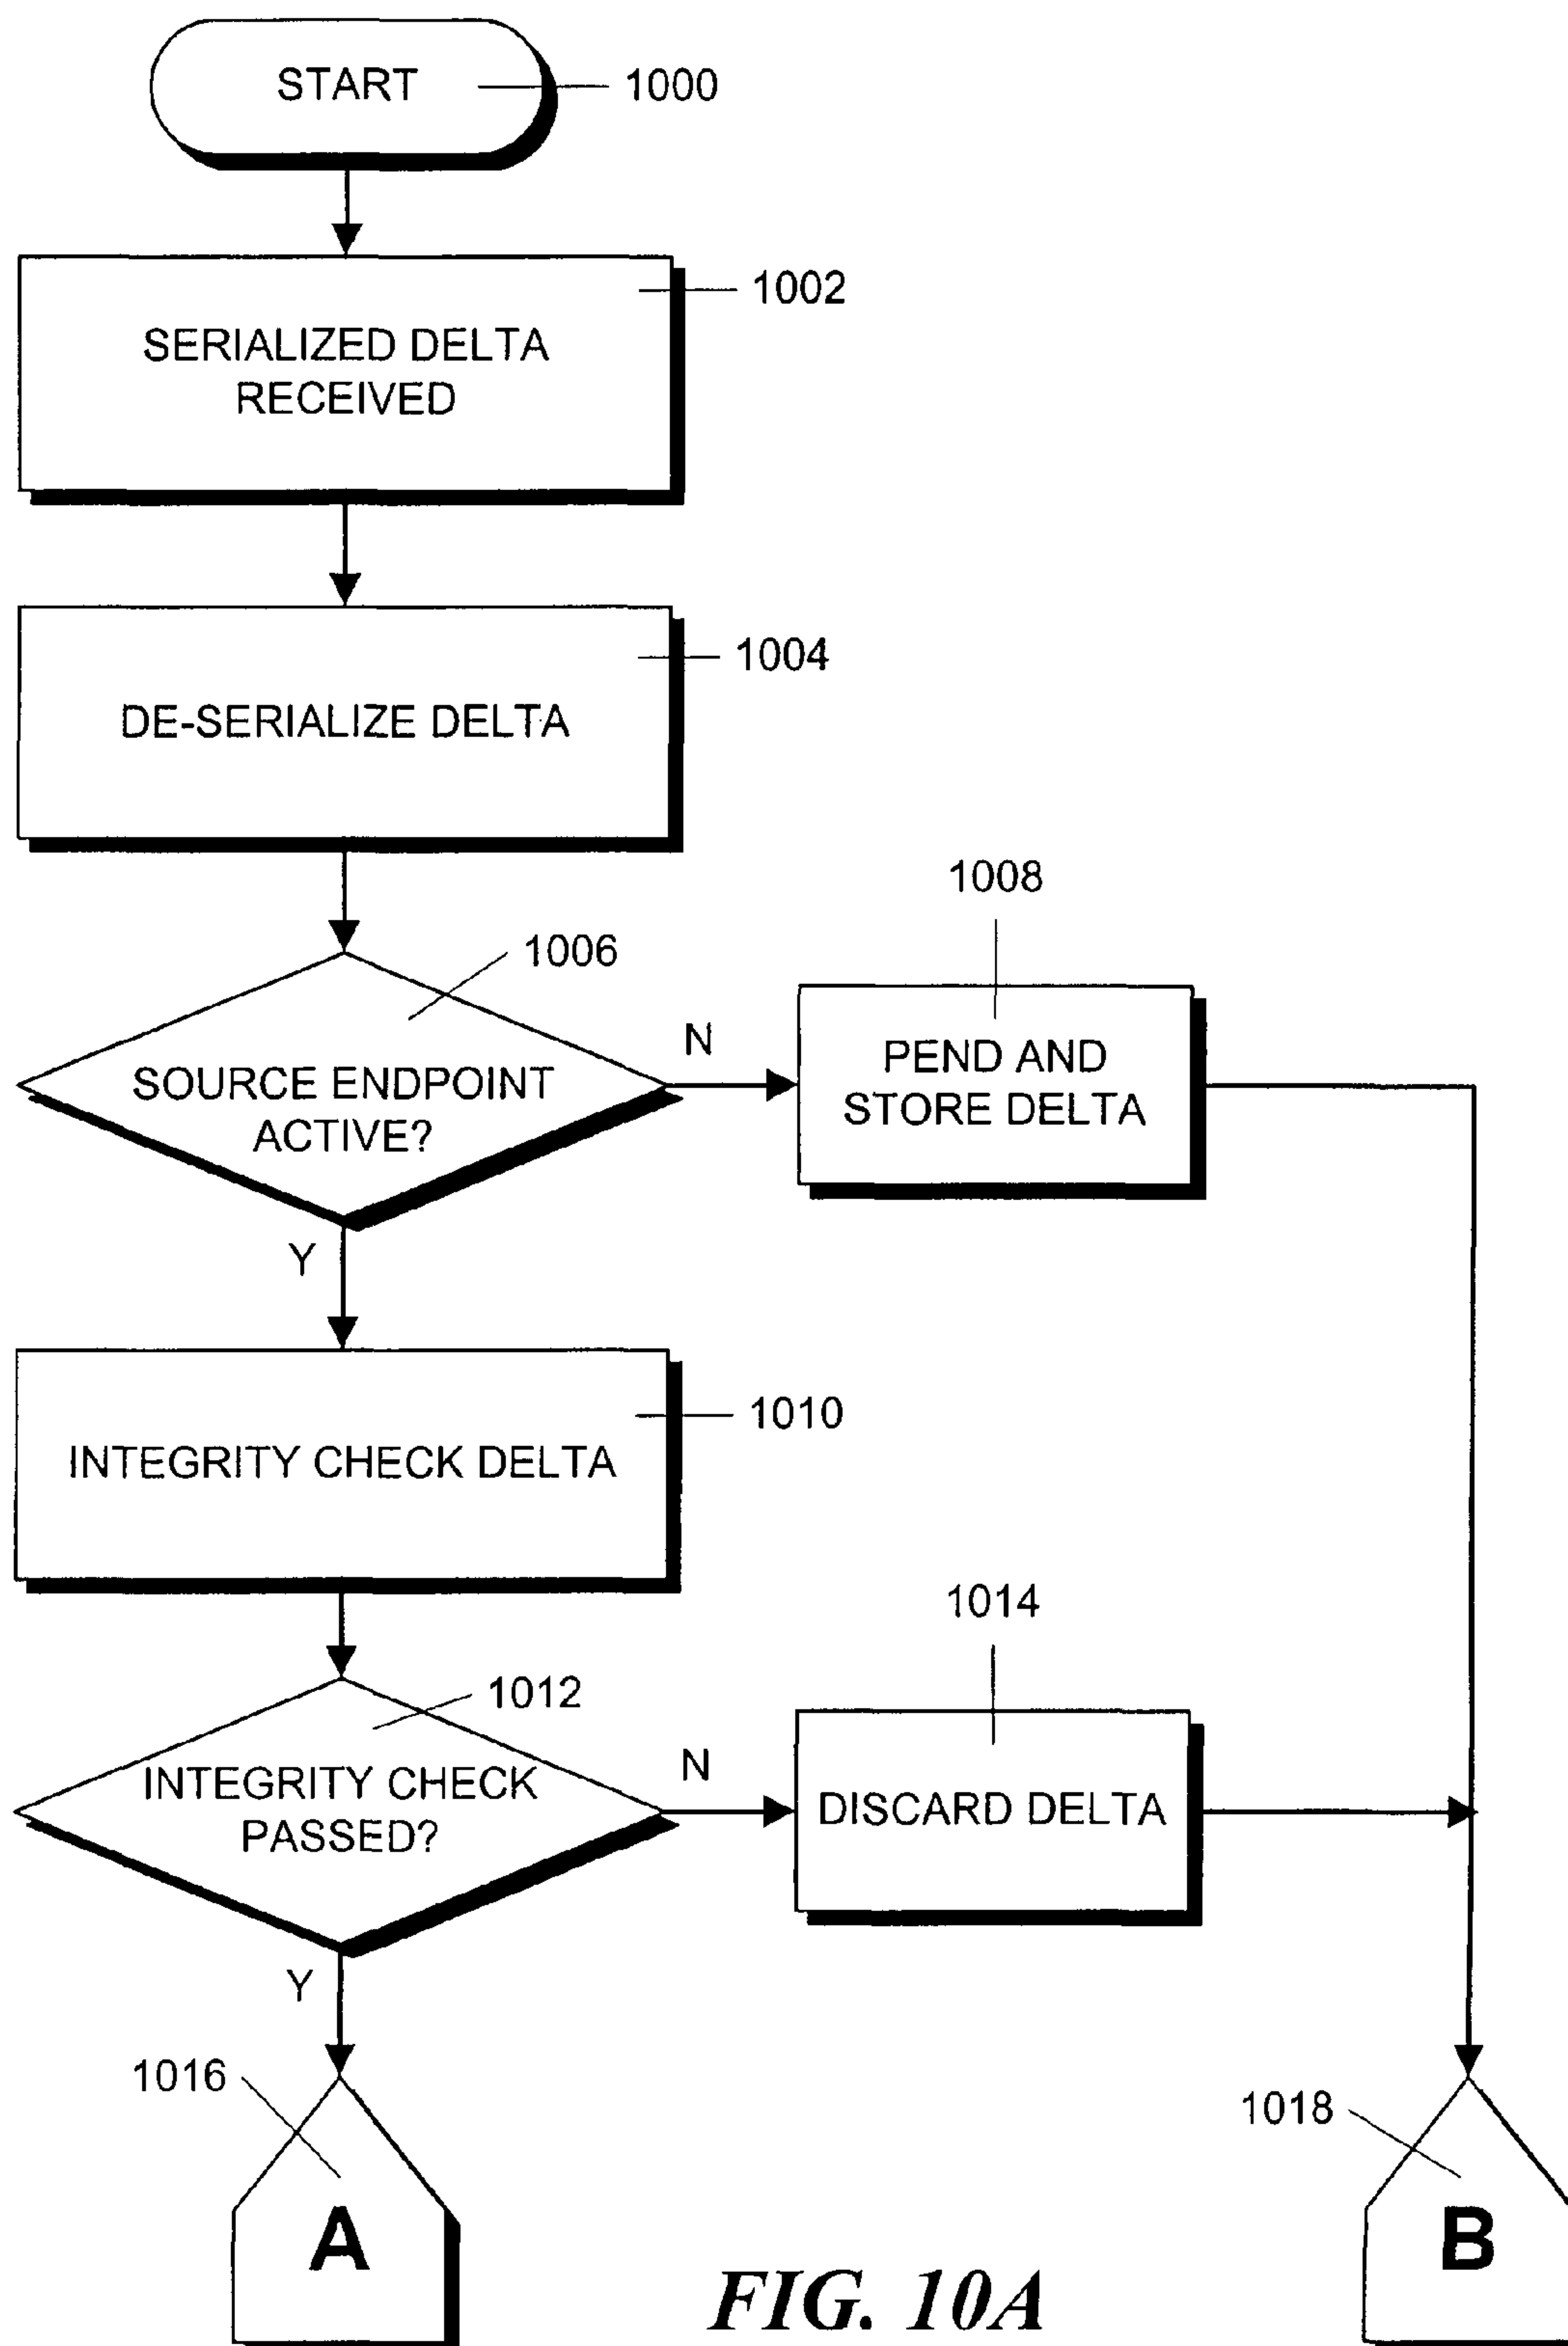 START
1000
1002
SERIALIZED DELTA
RECEIVED
1004
DE-SERIALIZE DELTA
1006
SOURCE ENDPOINT
ACTIVE?
N
Y
1008
PEND AND
STORE DELTA
1010
INTEGRITY CHECK DELTA
1012
INTEGRITY CHECK
PASSED?
N
Y
1014
DISCARD DELTA
1016
A
1018
B
FIG. 10A